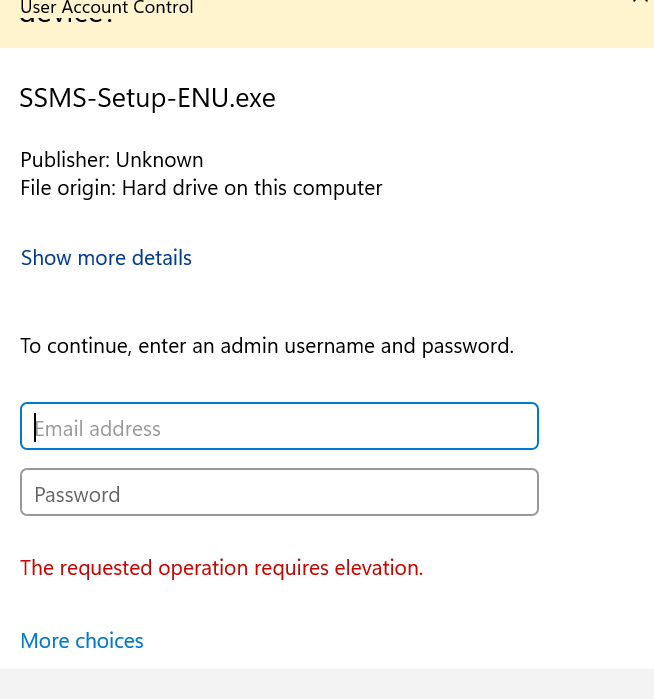 User Account Control
device?
SSMS-Setup-ENU.exe
Publisher: Unknown
File origin: Hard drive on this computer
Show more details
To continue, enter an admin username and password.
Email address
Password
The requested operation requires elevation.
More choices